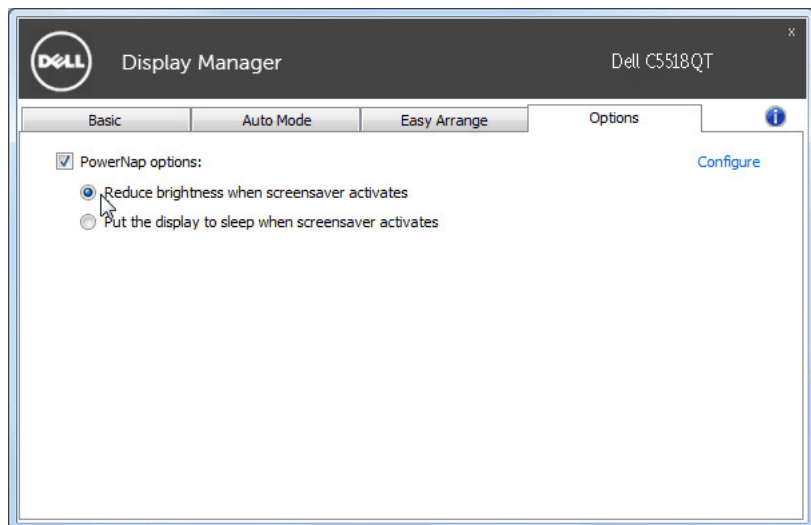 x
DELL
Display Manager
Dell C5518QT
Basic
Auto Mode
Easy Arrange
Options
i
PowerNap options:
Configure
Reduce brightness when screensaver activates
Put the display to sleep when screensaver activates